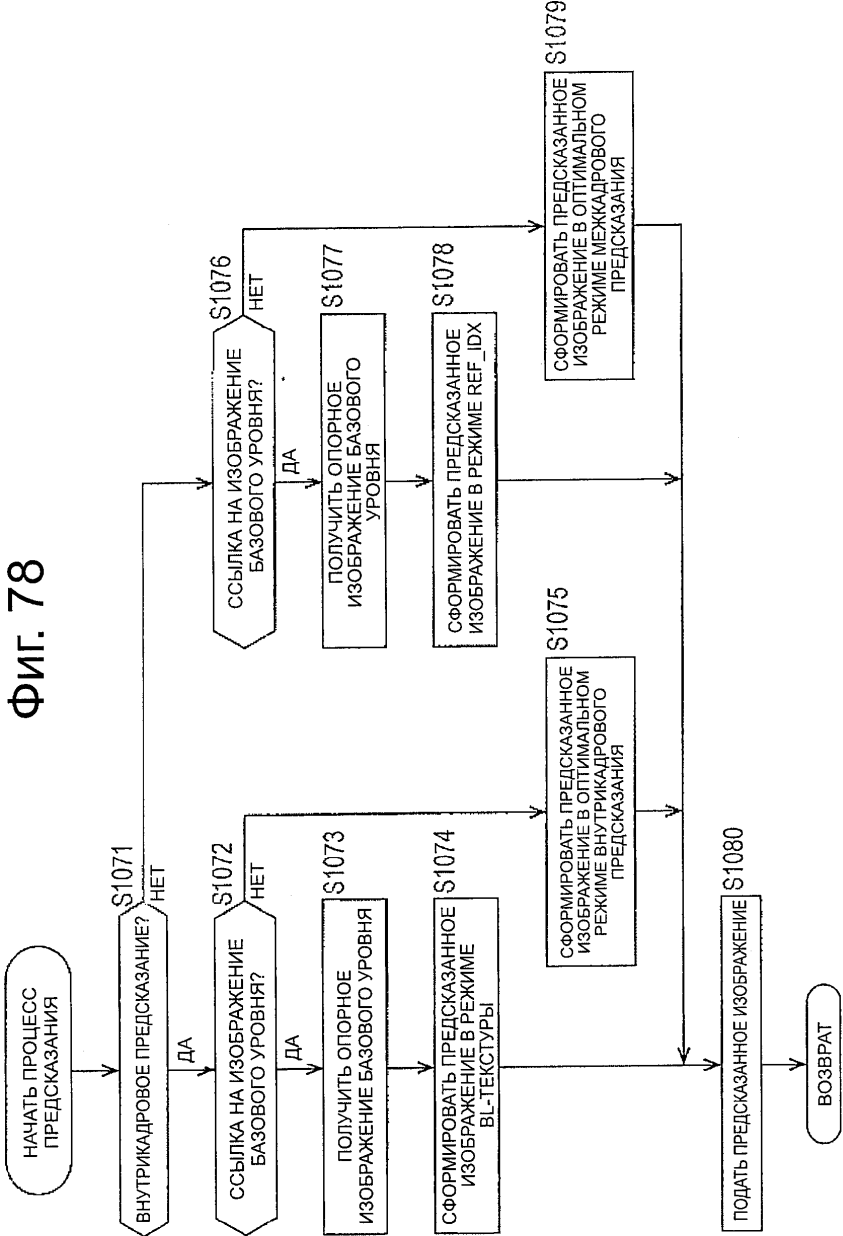 Фиг. 78
НАЧАТЬ ПРОЦЕСС
ПРЕДСКАЗАНИЯ
S1071
ВНУТРИКАДРОВОЕ ПРЕДСКАЗАНИЕ?
НЕТ
ДА
S1072
ССЫЛКА НА ИЗОБРАЖЕНИЕ
БАЗОВОГО УРОВНЯ?
НЕТ
ДА
S1073
ПОЛУЧИТЬ ОПОРНОЕ
ИЗОБРАЖЕНИЕ БАЗОВОГО УРОВНЯ
S1074
СФОРМИРОВАТЬ ПРЕДСКАЗАННОЕ
ИЗОБРАЖЕНИЕ В РЕЖИМЕ
BL-ТЕКСТУРЫ
S1075
СФОРМИРОВАТЬ ПРЕДСКАЗАННОЕ
ИЗОБРАЖЕНИЕ В ОПТИМАЛЬНОМ
РЕЖИМЕ ВНУТРИКАДРОВОГО
ПРЕДСКАЗАНИЯ
S1076
ССЫЛКА НА ИЗОБРАЖЕНИЕ
БАЗОВОГО УРОВНЯ?
НЕТ
ДА
S1077
ПОЛУЧИТЬ ОПОРНОЕ
ИЗОБРАЖЕНИЕ БАЗОВОГО
УРОВНЯ
S1078
СФОРМИРОВАТЬ ПРЕДСКАЗАННОЕ
ИЗОБРАЖЕНИЕ В РЕЖИМЕ REF_IDX
S1079
СФОРМИРОВАТЬ ПРЕДСКАЗАННОЕ
ИЗОБРАЖЕНИЕ В ОПТИМАЛЬНОМ
РЕЖИМЕ МЕЖКАДРОВОГО
ПРЕДСКАЗАНИЯ
S1080
ПОДАТЬ ПРЕДСКАЗАННОЕ ИЗОБРАЖЕНИЕ
ВОЗВРАТ